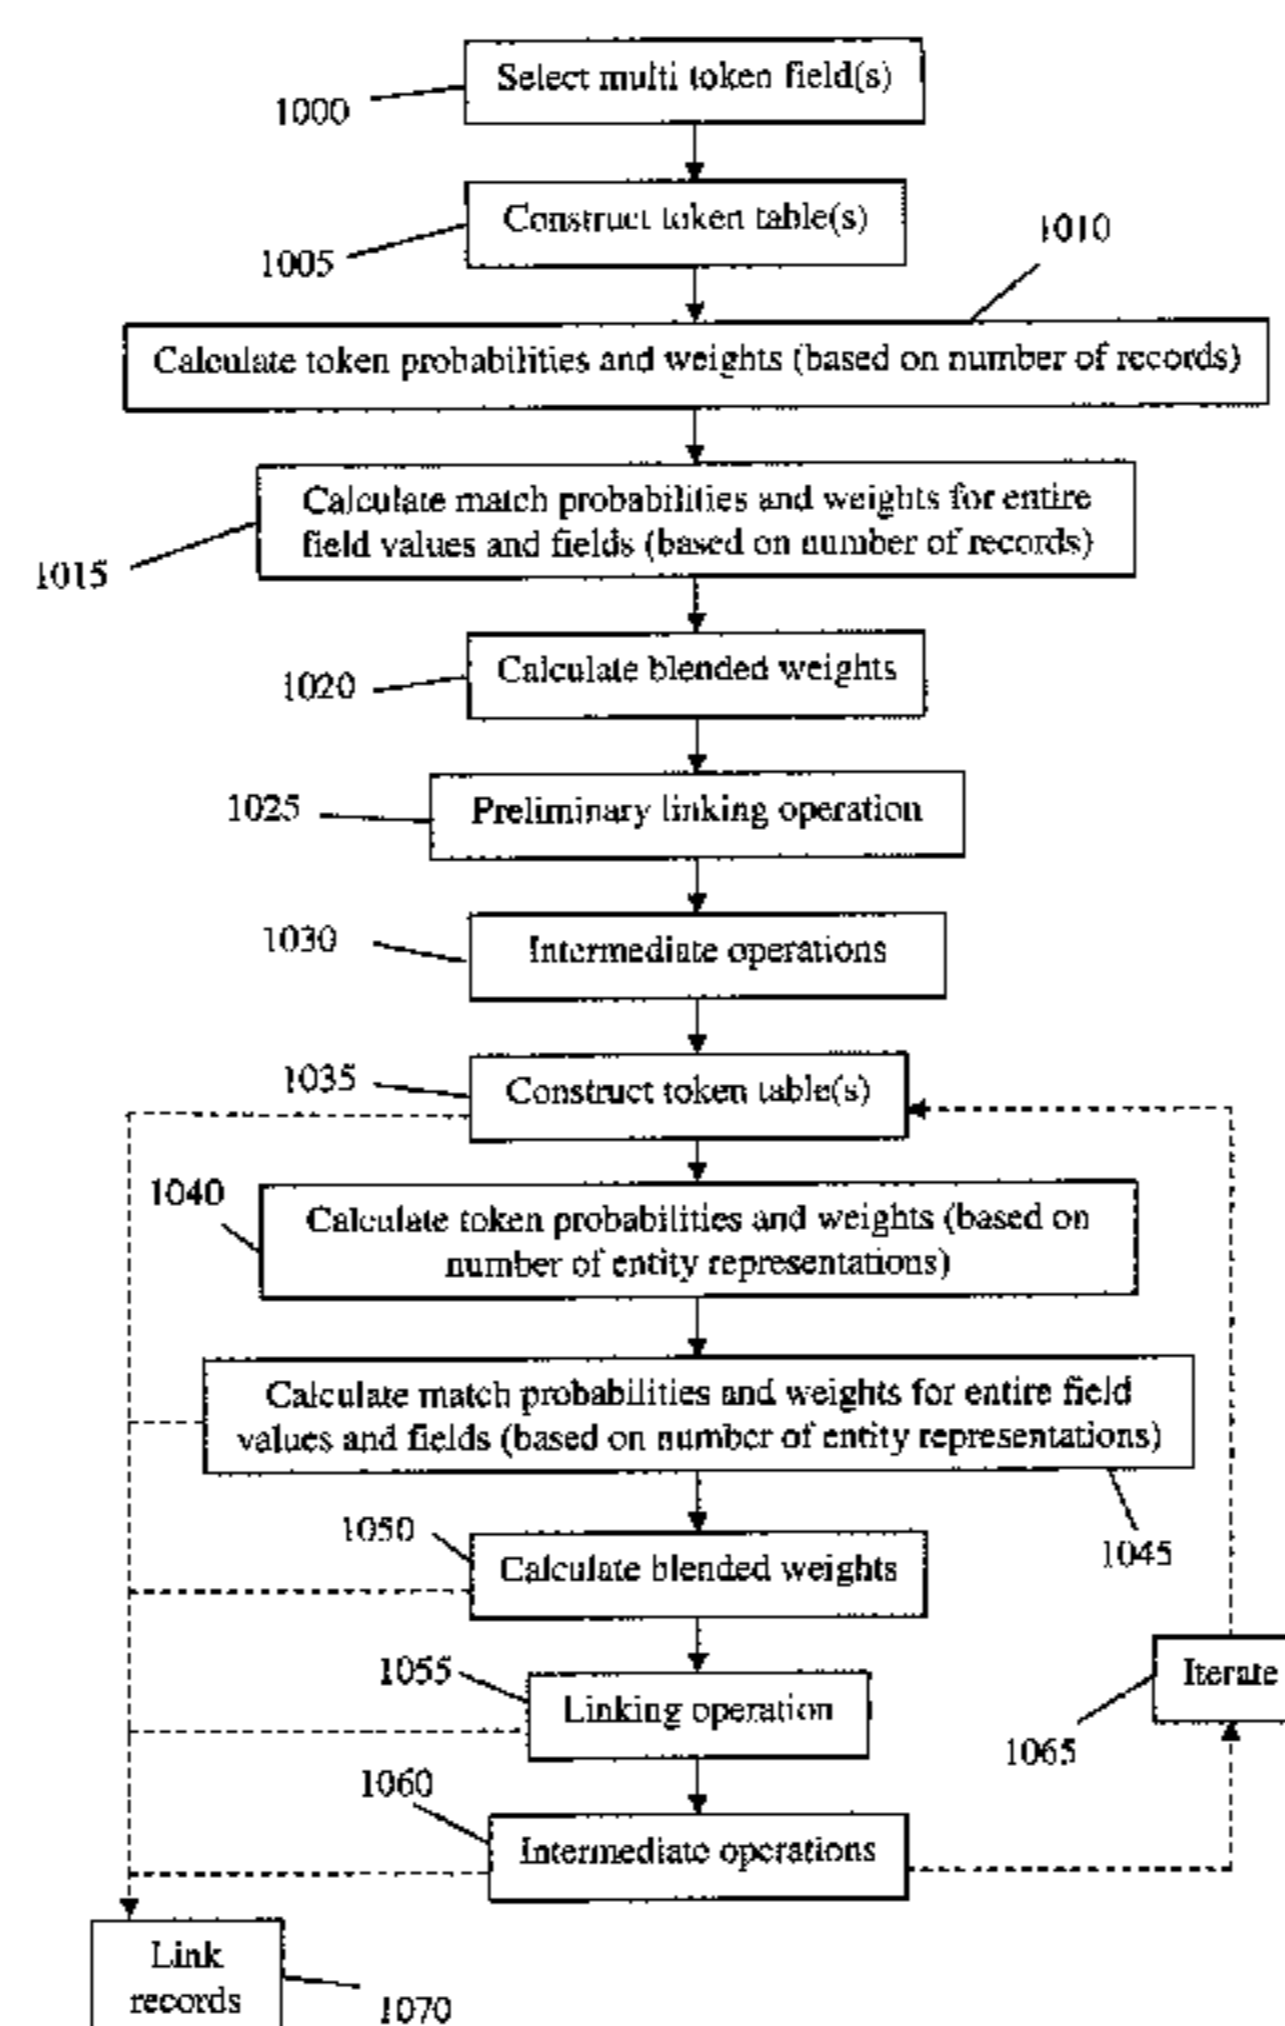 Select multi token field(s)
1000
Construct token table(s)
1005
1010
Calculate token probabilities and weights (based on number of records)
Calculate match probabilities and weights for entire
field values and fields (based on number of records)
1015
Calculate blended weights
1020
Preliminary linking operation
1025
Intermediate operations
1030
Construct token table(s)
1035
1040
Calculate token probabilities and weights (based on
number of entity representations)
Calculate match probabilities and weights for entire field
values and fields (based on number of entity representations)
1045
1050
Calculate blended weights
1055
Linking operation
Iterate
1065
1060
Intermediate operations
Link
records
1070